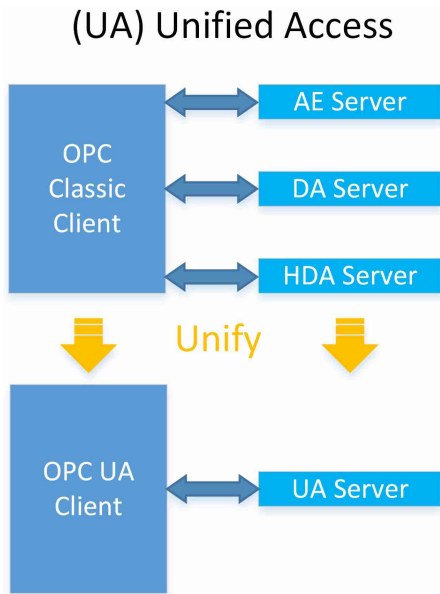 (UA) Unified Access
OPC
Classic
Client
AE Server
DA Server
HDA Server
Unify
OPC UA
Client
UA Server